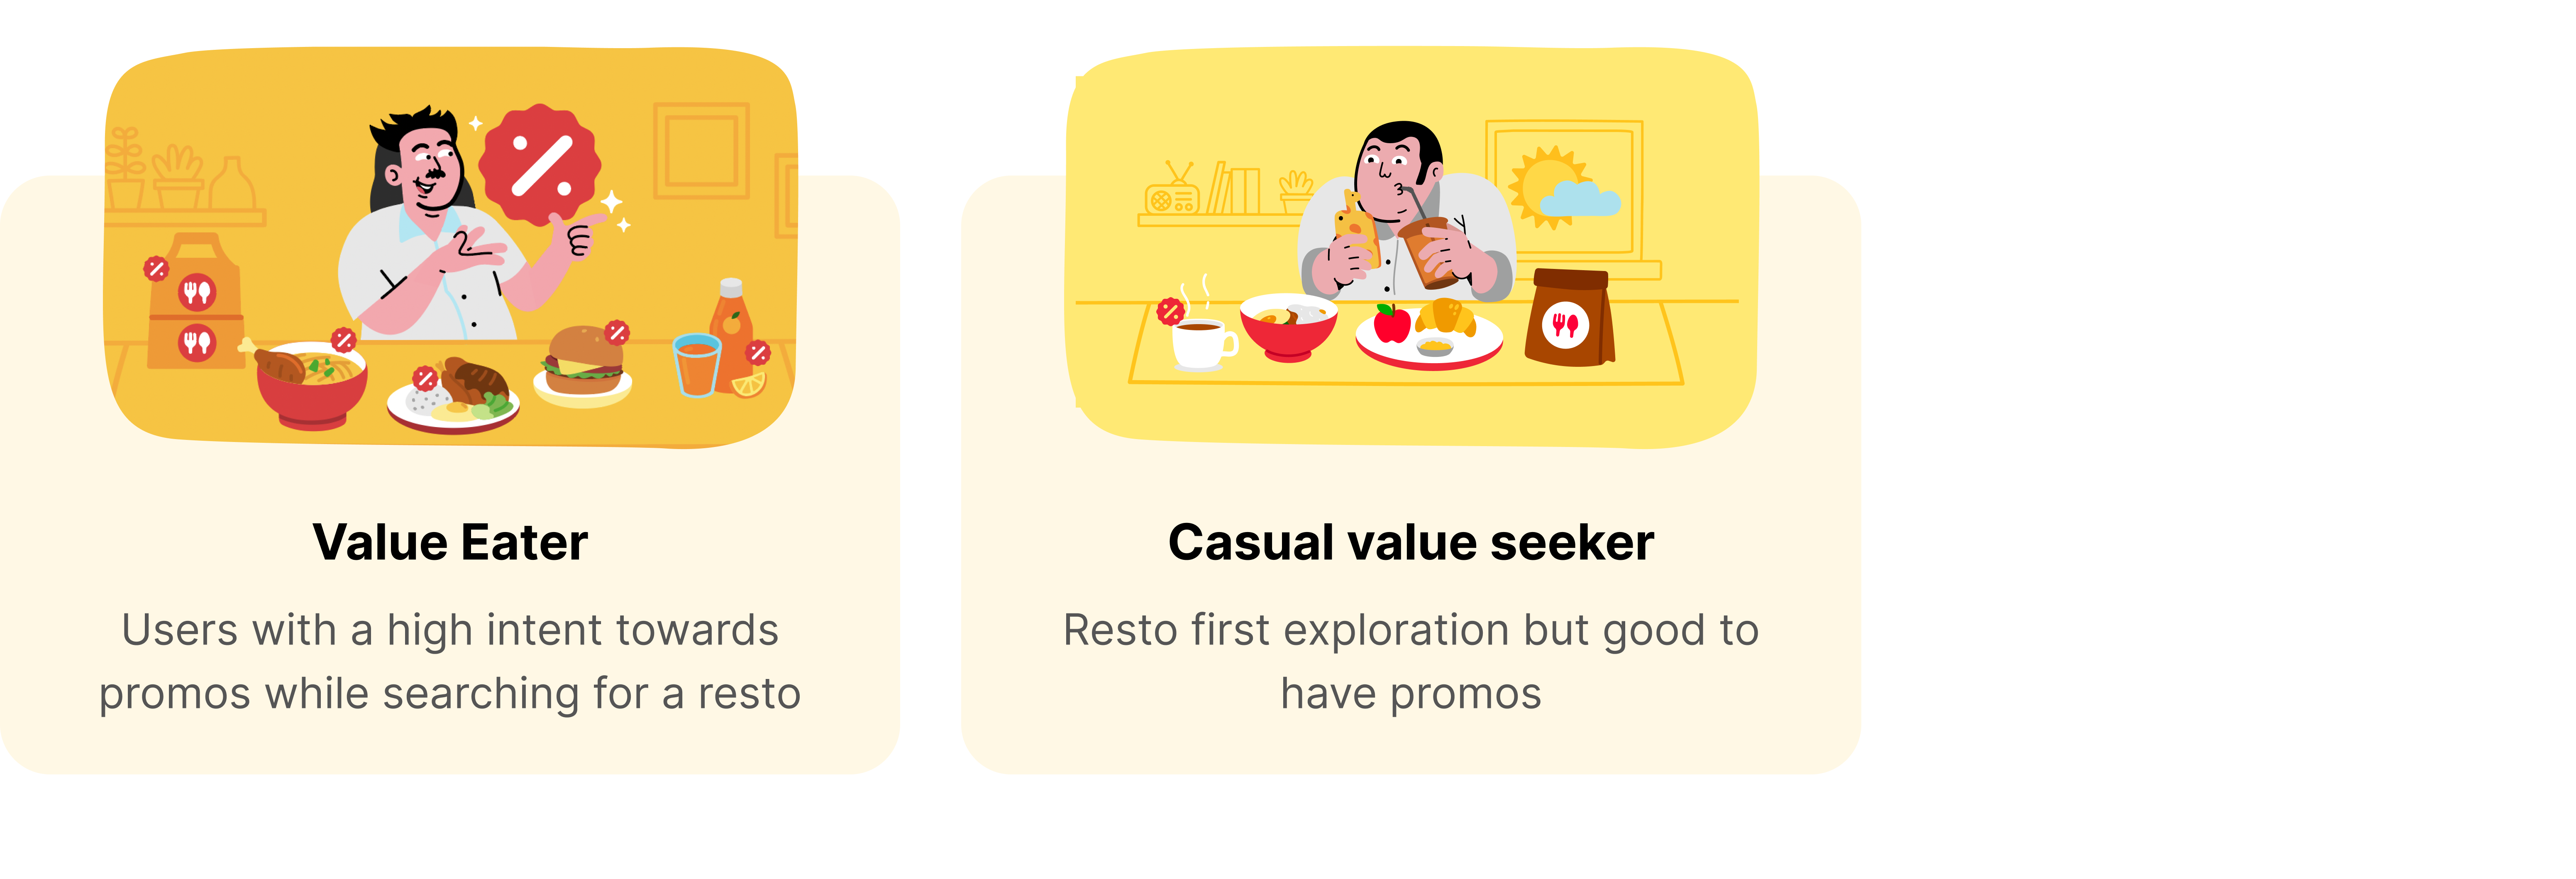 Value Eater
Users with a high intent towards
promos while searching for a resto
Casual value seeker
Resto first exploration but good to
have promos